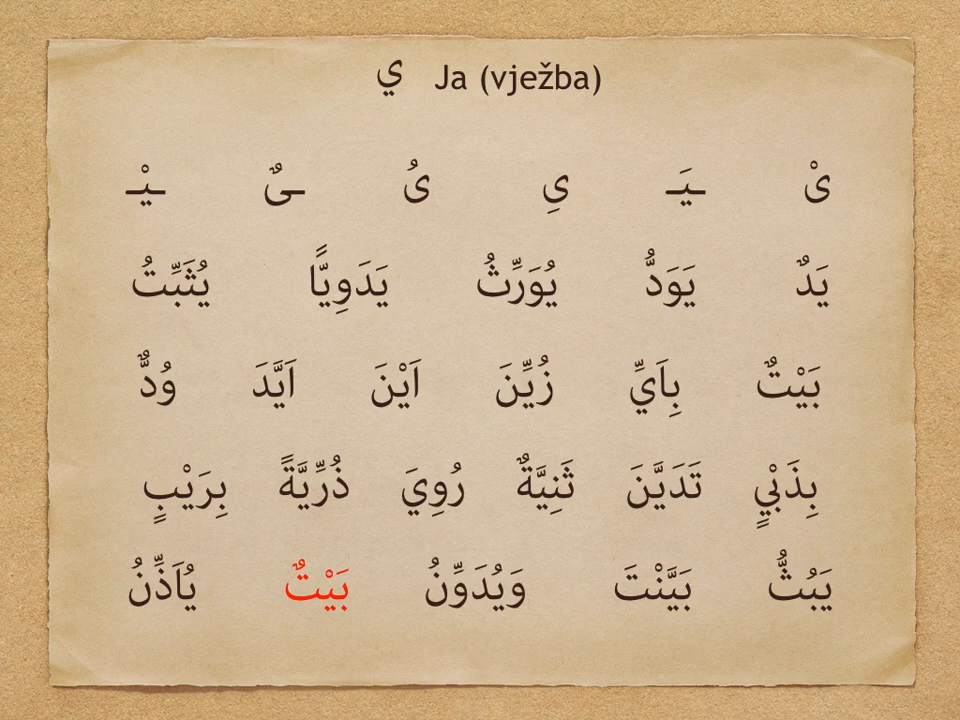 ي Ja (vježba)
ىْ ـيَـ ىِ ىُ ـىٌ ـيْـ
يَدٌ يَوَدُّ يُوَرِّثُ يَدَوِيًّا يُثَبِّتُ
بَيْتٌ بِاَيِّ زُيِّنَ اَيْنَ اَيَّدَ وُدٌّ
بِذَبْيٍ تَدَيَّنَ ثَنِيَّةٌ رُوِيَ ذُرِّيَّةً بِرَيْبٍ
يَبُثُّ بَيَّنْتَ وَيُدَوِّنُ بَيْتٌ يُاَذِّنُ